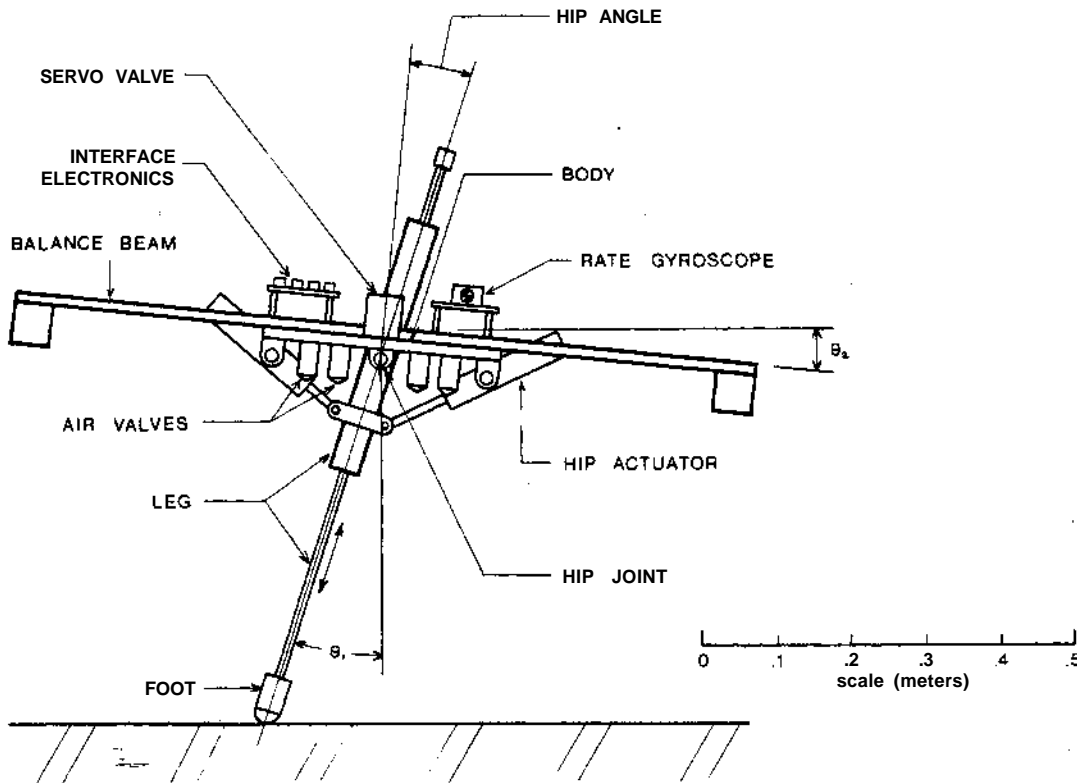 HIP ANGLE
SERVO VALVE
INTERFACE
ELECTRONICS
BODY
BALANCE BEAM
RATE GYROSCOPE
θ₂
AIR VALVES
HIP ACTUATOR
LEG
HIP JOINT
θ₁
FOOT
0 .1 .2 .3 .4 .5
scale (meters)